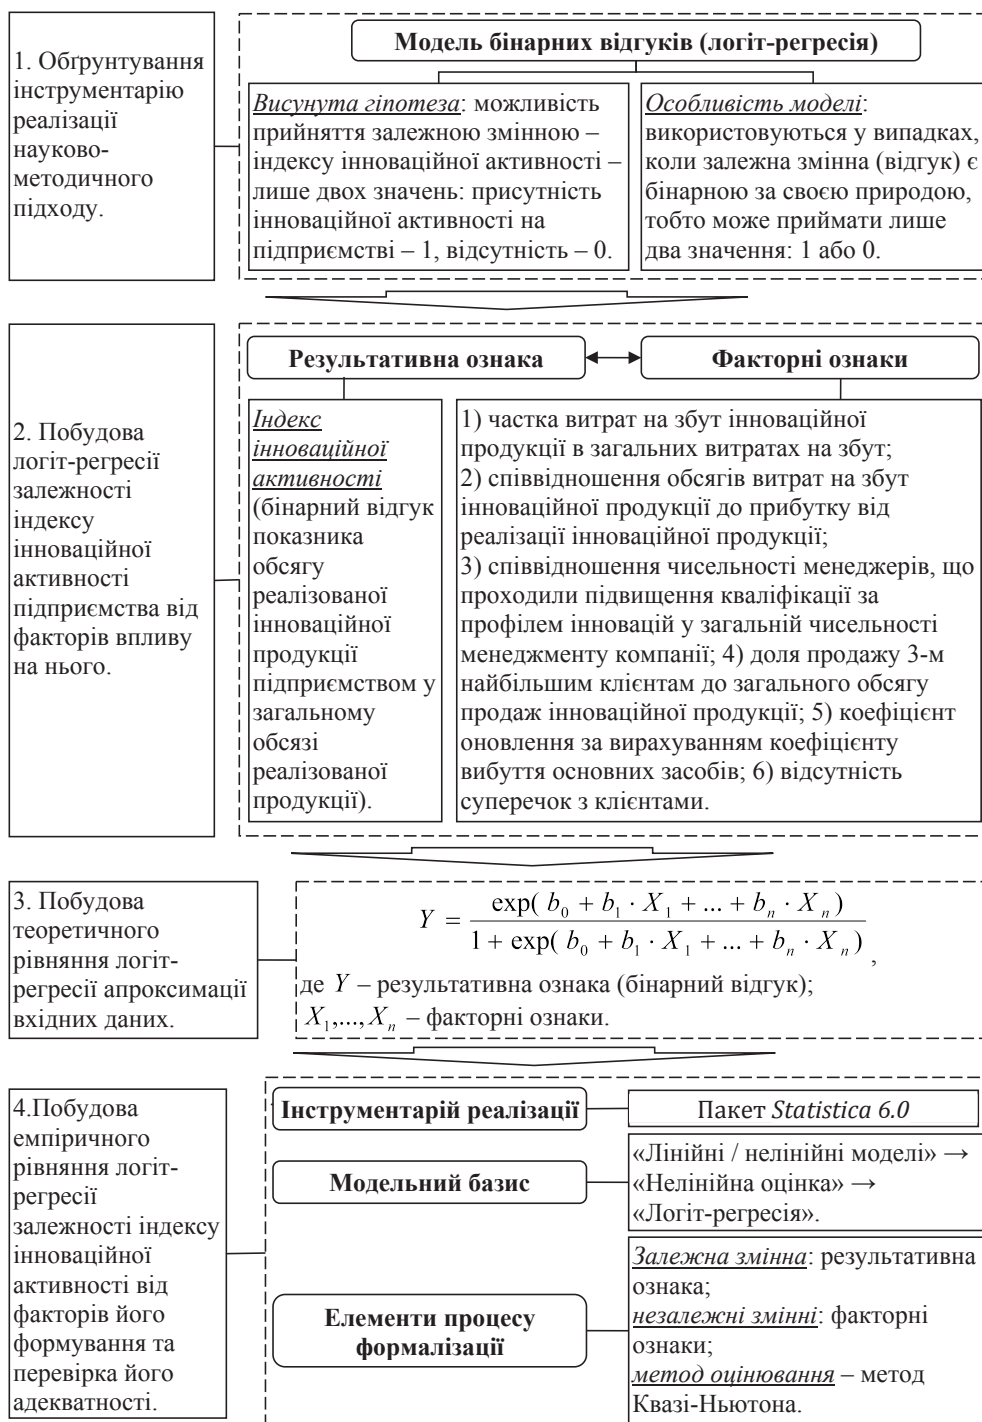 1. Обґрунтування
інструментарію
реалізації
науково-
методичного
підходу.
Модель бінарних відгуків (логіт-регресія)
Висунута гіпотеза: можливість
прийняття залежною змінною –
індексу інноваційної активності –
лише двох значень: присутність
інноваційної активності на
підприємстві – 1, відсутність – 0.
Особливість моделі:
використовуються у випадках,
коли залежна змінна (відгук) є
бінарною за своєю природою,
тобто може приймати лише
два значення: 1 або 0.
2. Побудова
логіт-регресії
залежності
індексу
інноваційної
активності
підприємства від
факторів впливу
на нього.
Результативна ознака
Факторні ознаки
Індекс
інноваційної
активності
(бінарний відгук
показника
обсягу
реалізованої
інноваційної
продукції
підприємством у
загальному
обсязі
реалізованої
продукції).
1) частка витрат на збут інноваційної
продукції в загальних витратах на збут;
2) співвідношення обсягів витрат на збут
інноваційної продукції до прибутку від
реалізації інноваційної продукції;
3) співвідношення чисельності менеджерів, що
проходили підвищення кваліфікації за
профілем інновацій у загальній чисельності
менеджменту компанії; 4) доля продажу 3-м
найбільшим клієнтам до загального обсягу
продаж інноваційної продукції; 5) коефіцієнт
оновлення за вирахуванням коефіцієнту
вибуття основних засобів; 6) відсутність
суперечок з клієнтами.
3. Побудова
теоретичного
рівняння логіт-
регресії апроксимації
вхідних даних.
Y = exp( b₀ + b₁ · X₁ + ... + bₙ · Xₙ) / 1 + exp( b₀ + b₁ · X₁ + ... + bₙ · Xₙ) ,
де Y – результативна ознака (бінарний відгук);
X₁,..., Xₙ – факторні ознаки.
4.Побудова
емпіричного
рівняння логіт-
регресії
залежності індексу
інноваційної
активності від
факторів його
формування та
перевірка його
адекватності.
Інструментарій реалізації
Пакет Statistica 6.0
Модельний базис
«Лінійні / нелінійні моделі» →
«Нелінійна оцінка» →
«Логіт-регресія».
Елементи процесу
формалізації
Залежна змінна: результативна
ознака;
незалежні змінні: факторні
ознаки;
метод оцінювання – метод
Квазі-Ньютона.